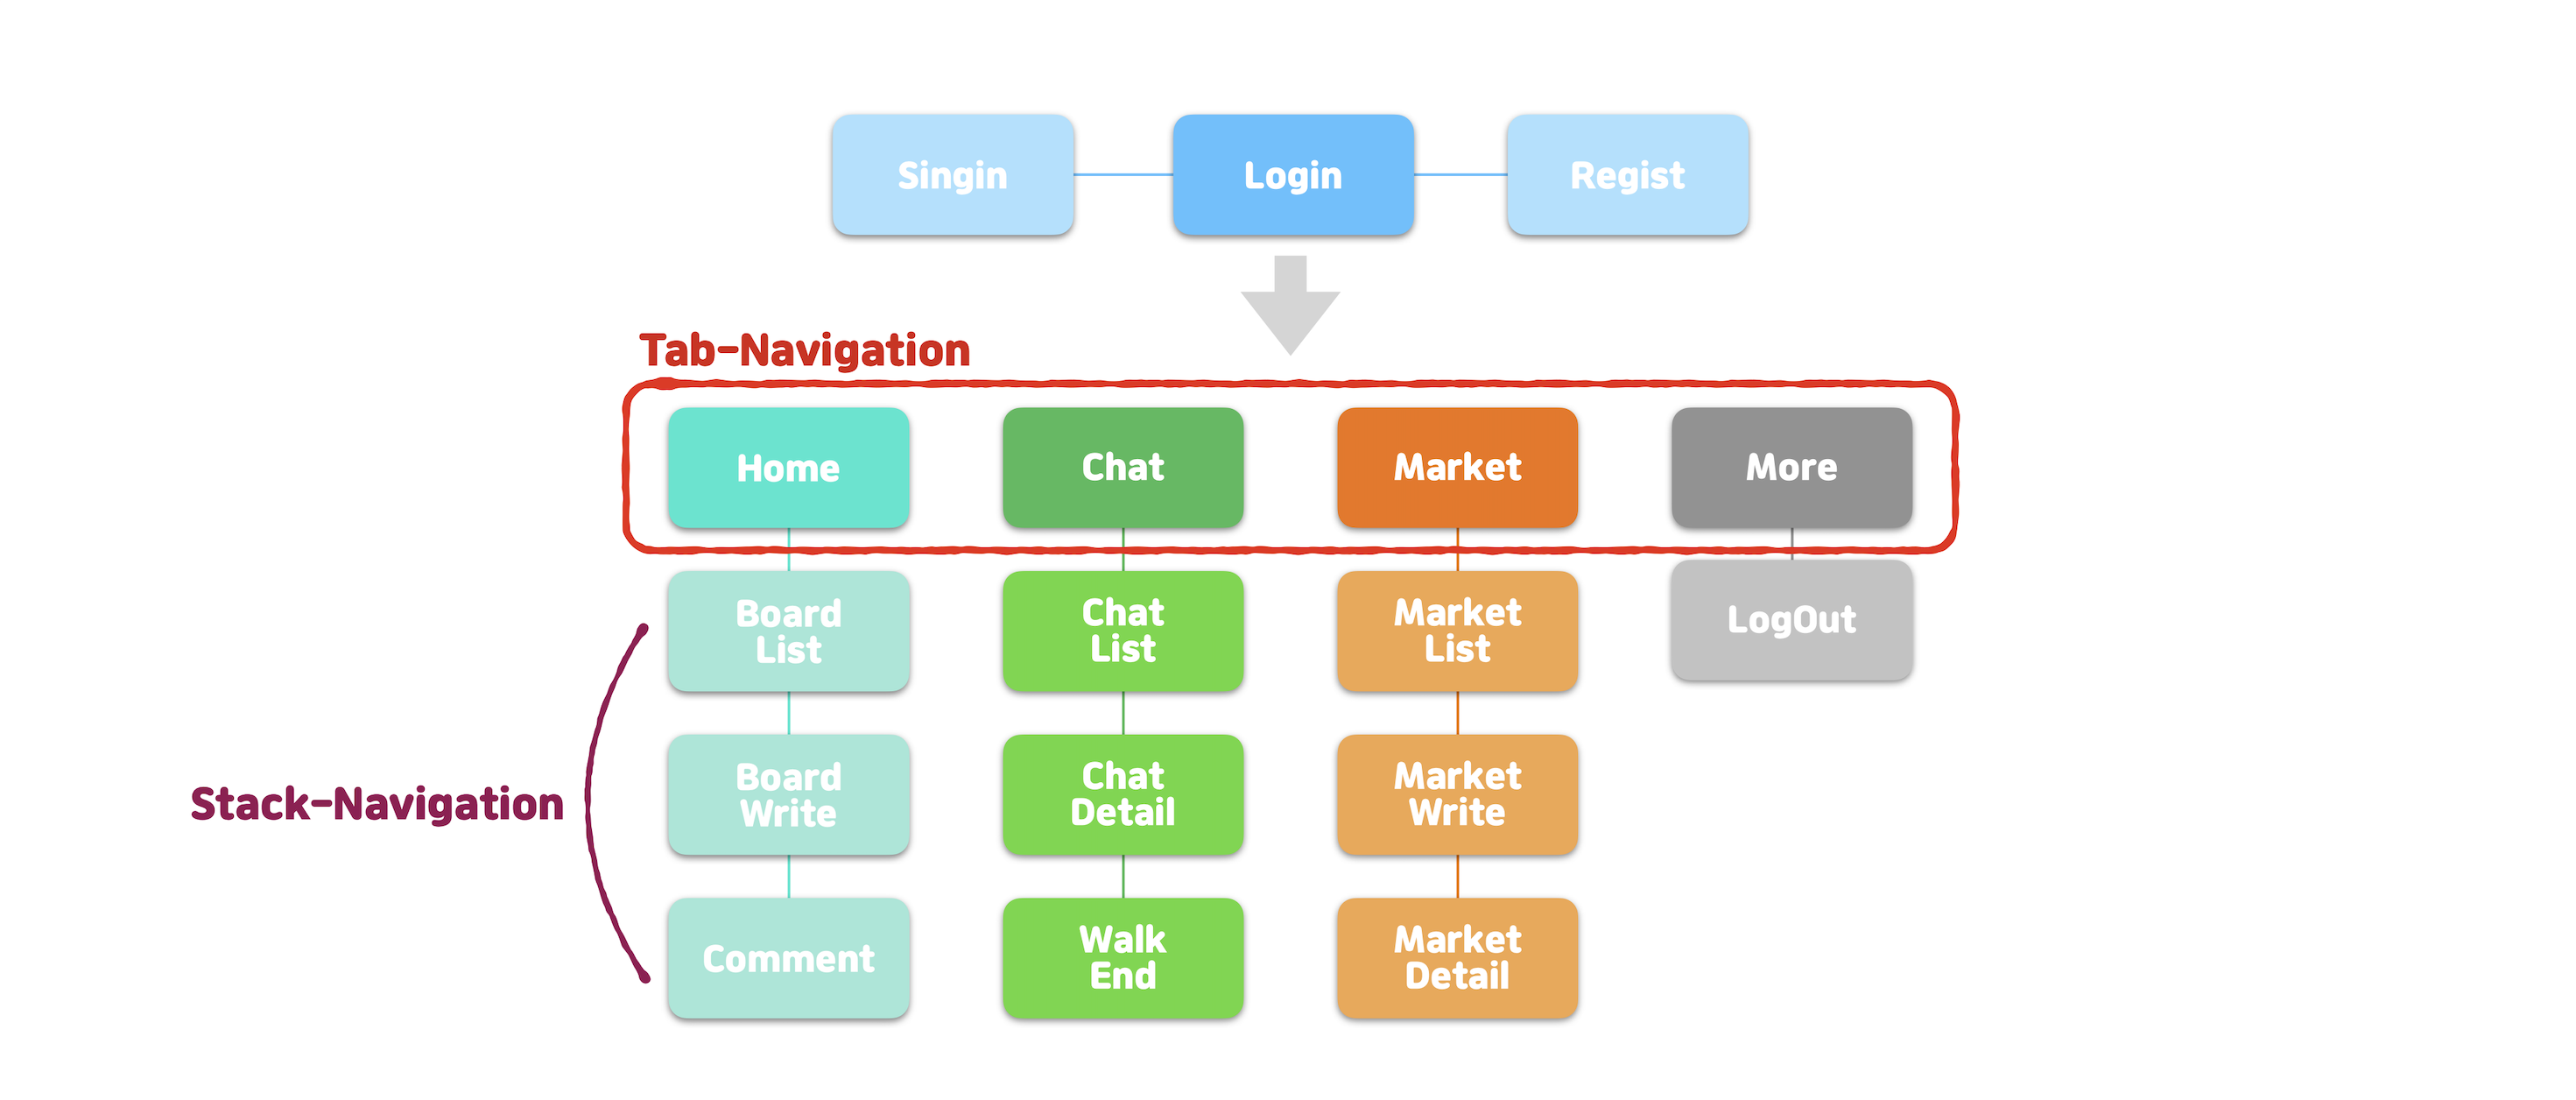 Singin
Login
Regist
Tab-Navigation
Home
Chat
Market
More
Board
List
Chat
List
Market
List
LogOut
Stack-Navigation
Board
Write
Chat
Detail
Market
Write
Comment
Walk
End
Market
Detail